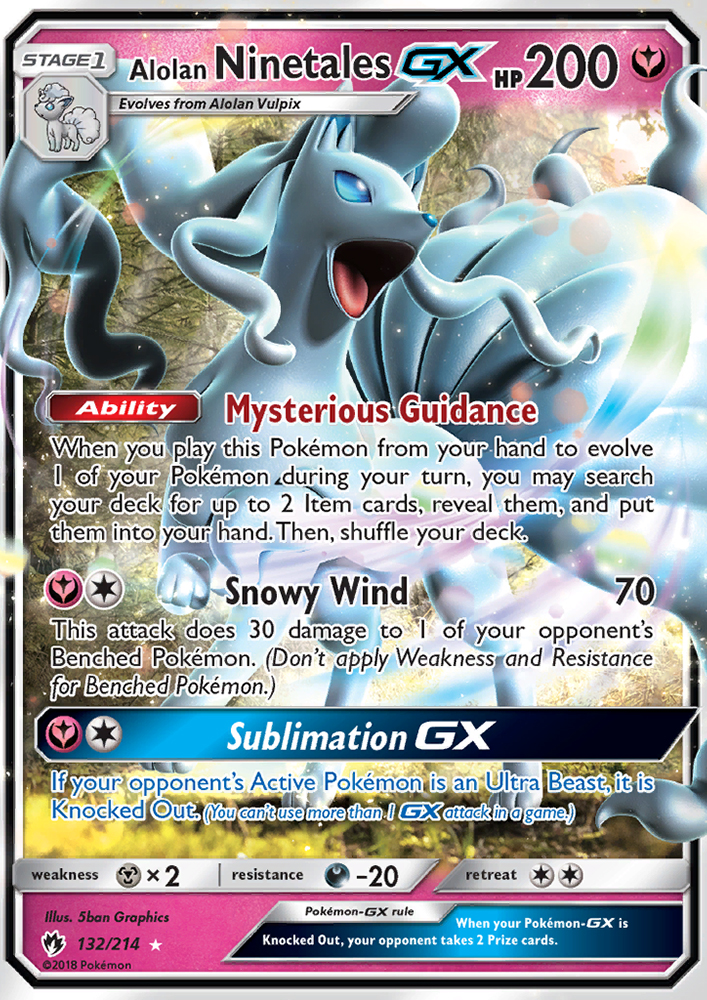 STAGE1
Alolan Ninetales GX HP200
Evolves from Alolan Vulpix
Ability Mysterious Guidance
When you play this Pokémon from your hand to evolve
1 of your Pokémon during your turn, you may search
your deck for up to 2 Item cards, reveal them, and put
them into your hand. Then, shuffle your deck.
Snowy Wind 70
This attack does 30 damage to 1 of your opponent's
Benched Pokémon. (Don't apply Weakness and Resistance
for Benched Pokémon.)
Sublimation GX
If your opponent's Active Pokémon is an Ultra Beast, it is
Knocked Out. (You can't use more than 1 GX attack in a game.)
weakness ×2 resistance -20 retreat
Illus. 5ban Graphics
132/214
©2018 Pokémon
Pokémon-GX rule
When your Pokémon-GX is
Knocked Out, your opponent takes 2 Prize cards.